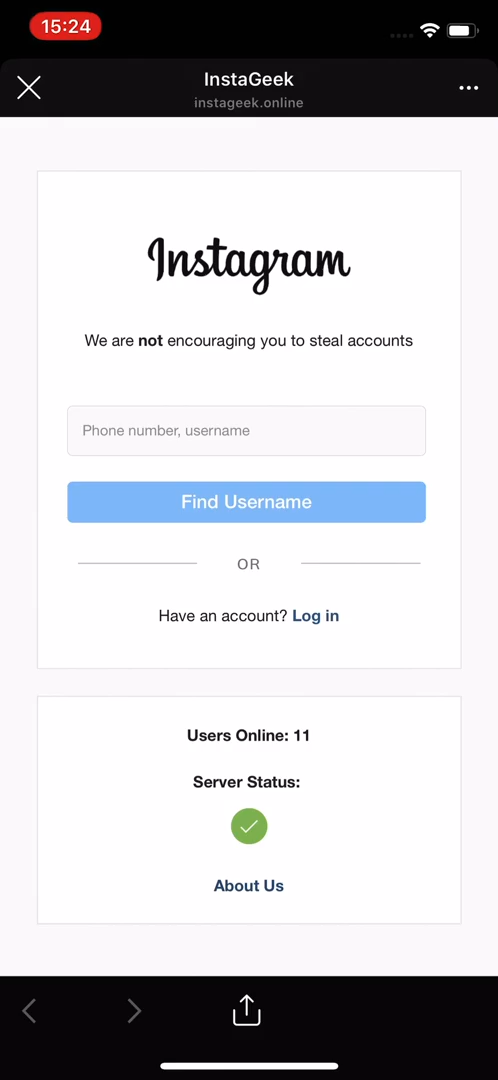 15:24
InstaGeek
instageek.online
Instagram
We are not encouraging you to steal accounts
Phone number, username
Find Username
OR
Have an account? Log in
Users Online: 11
Server Status:
About Us